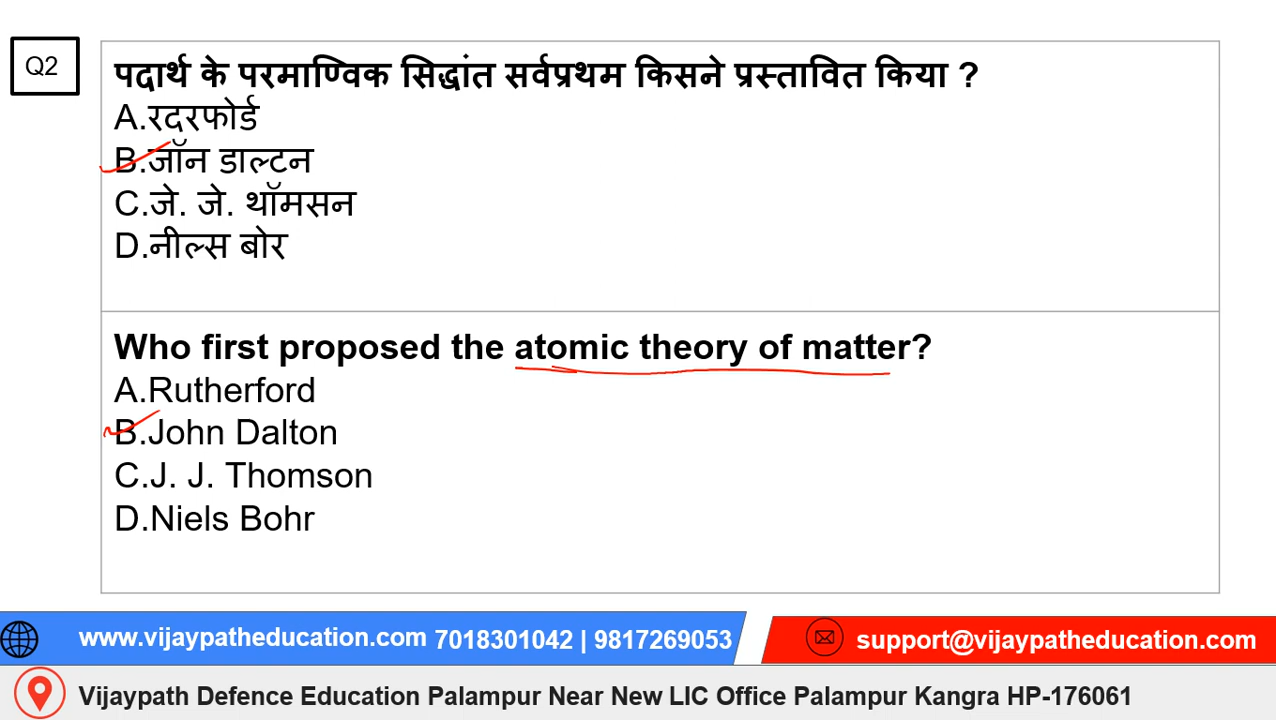 Q2
पदार्थ के परमाण्विक सिद्धांत सर्वप्रथम किसने प्रस्तावित किया ?
A.रदरफोर्ड
B.जॉन डाल्टन
C.जे. जे. थॉमसन
D.नील्स बोर
Who first proposed the atomic theory of matter?
A.Rutherford
B.John Dalton
C.J. J. Thomson
D.Niels Bohr
www.vijaypatheducation.com 7018301042 | 9817269053
support@vijaypatheducation.com
Vijaypath Defence Education Palampur Near New LIC Office Palampur Kangra HP-176061